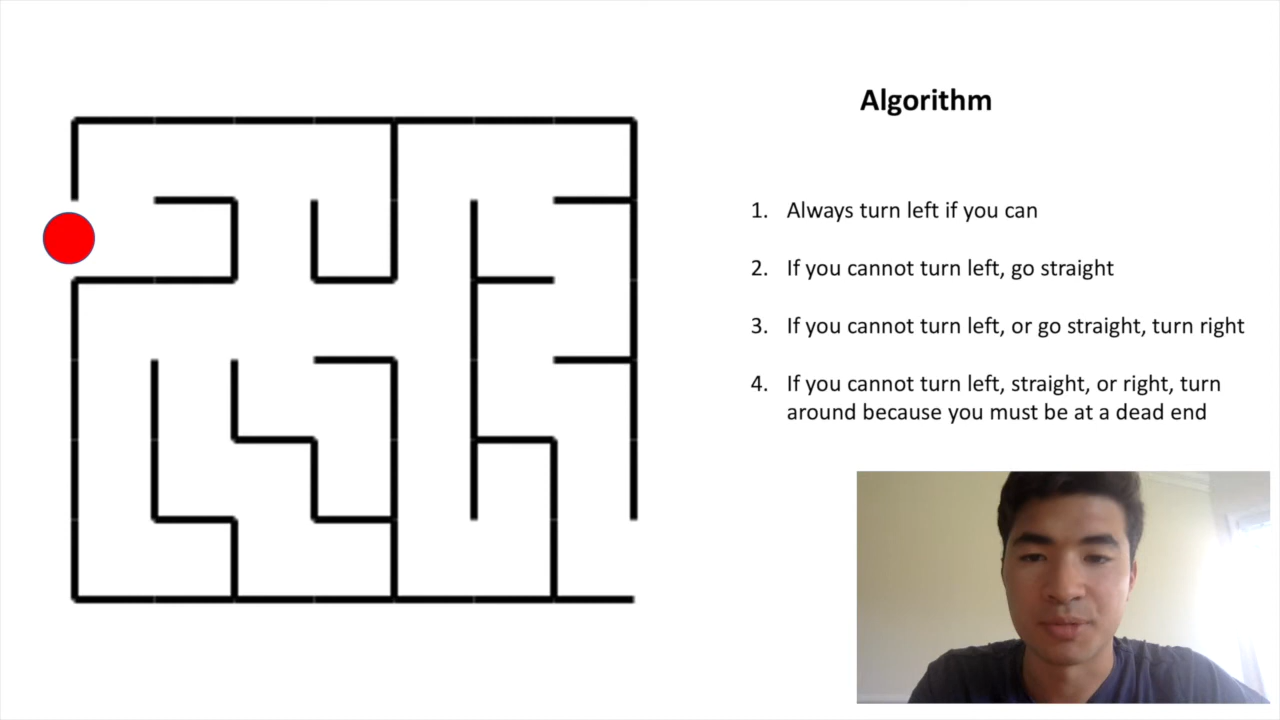 Algorithm
1. Always turn left if you can
2. If you cannot turn left, go straight
3. If you cannot turn left, or go straight, turn right
4. If you cannot turn left, straight, or right, turn
around because you must be at a dead end